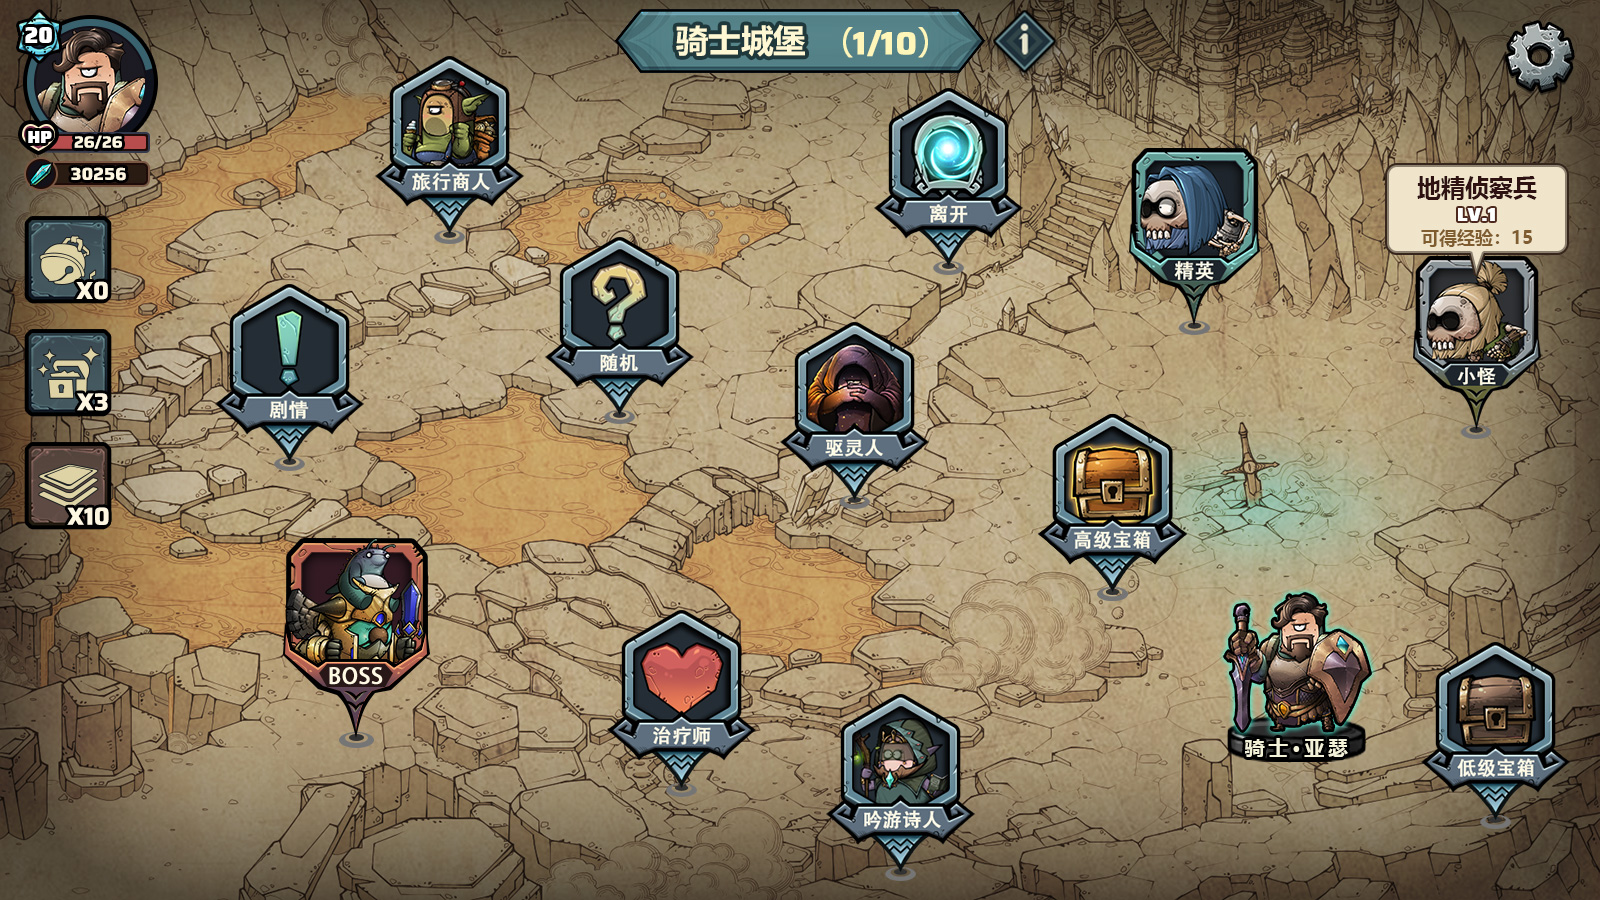 20
骑士城堡 （1/10）
i
HP 26/26
30256
X0
X3
X10
旅行商人
离开
精英
地精侦察兵
LV.1
可得经验：15
小怪
剧情
随机
驱灵人
高级宝箱
BOSS
治疗师
吟游诗人
骑士·亚瑟
低级宝箱